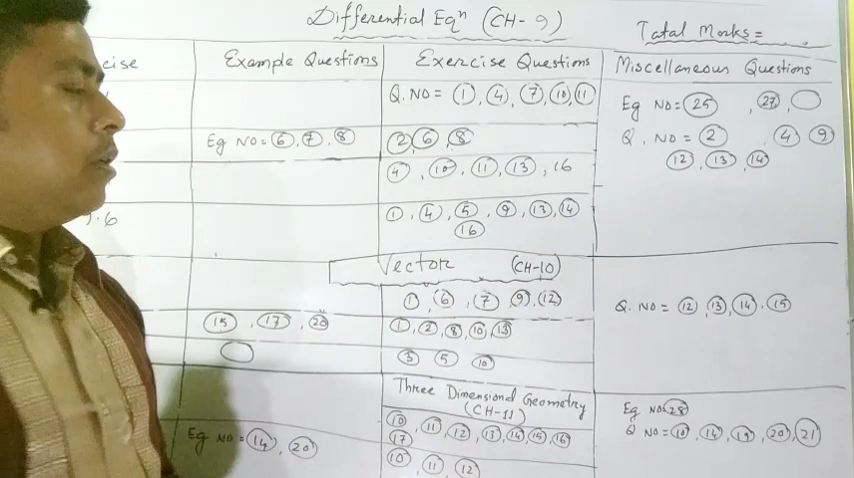 Differential Eqn (CH-9)
Tatal Marks=
cise Example Questions Exercise Questions Miscellaneous Questions
Q. NO = 1, 4, 7, 10, 11
Eg NO = 25, 27,
Eg NO = 6, 7, 8
2, 6, 8
Q. NO = 2 4 9
12, 13, 14
4, 10, 11, 13, 16
.6
1, 4, 5, 9, 13, 14
16
Vector (CH-10)
1, 6, 7, 9, 12
Q. NO = 12, 13, 14, 15
15, 17, 20
1, 2, 8, 10, 13
3 5 10
Three Dimensional Geometry
(CH-11)
Eg NO 28
10, 11, 12, 13, 14, 15, 16
17
Q NO = 10, 14, 19, 20, 21
Eg NO = 14, 20
10, 11, 12